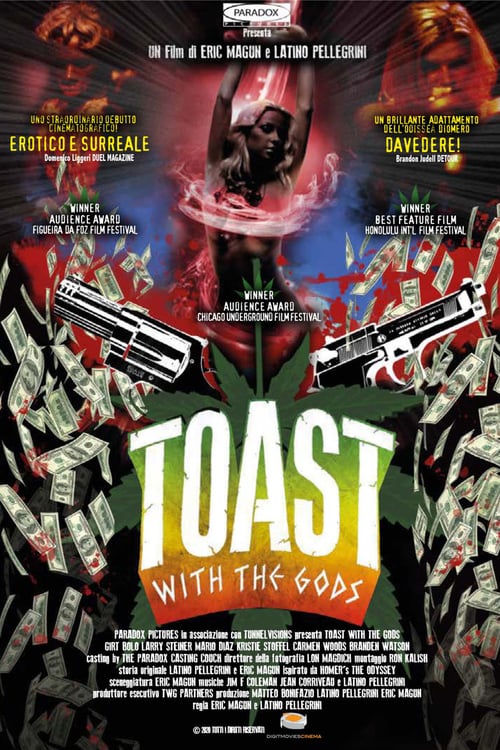 PARADOX
PICTURES
Presenta
UN Film di ERIC MAGUN e LATINO PELLEGRINI
UNO STRAORDINARIO DEBUTTO
CINEMATOGRAFICO!
EROTICO E SURREALE
Domenico Liggeri DUEL MAGAZINE
UN BRILLANTE ADATTAMENTO
DELL'ODISSEA DIOMERO
DAVEDERE!
Brandon Judell DETOUR
WINNER
AUDIENCE AWARD
FIGUEIRA DA FOZ FILM FESTIVAL
WINNER
BEST FEATURE FILM
HONOLULU INT'L FILM FESTIVAL
WINNER
AUDIENCE AWARD
CHICAGO UNDERGROUND FILM FESTIVAL
TOAST
WITH THE GODS
PARADOX PICTURES in associazione con TUNNELVISIONS presenta TOAST WITH THE GODS
GIRT BOLO LARRY STEINER MARIO DIAZ KRISTIE STOFFEL CARMEN WOODS BRANDEN WATSON
casting by THE PARADOX CASTING COUCH direttore della fotografia LON MAGDICH montaggio RON KALISH
storia originale LATINO PELLEGRINI e ERIC MAGUN ispirato da HOMER'S THE ODYSSEY
sceneggiatura ERIC MAGUN musiche JIM F COLEMAN JEAN CORRIVEAU e LATINO PELLEGRINI
produttore esecutivo TWG PARTNERS produzione MATTEO BONIFAZIO LATINO PELLEGRINI ERIC MAGUN
regia ERIC MAGUN e LATINO PELLEGRINI
© 2020 TUTTI I DIRITTI RISERVATI
DIGITMOVIESCINEMA